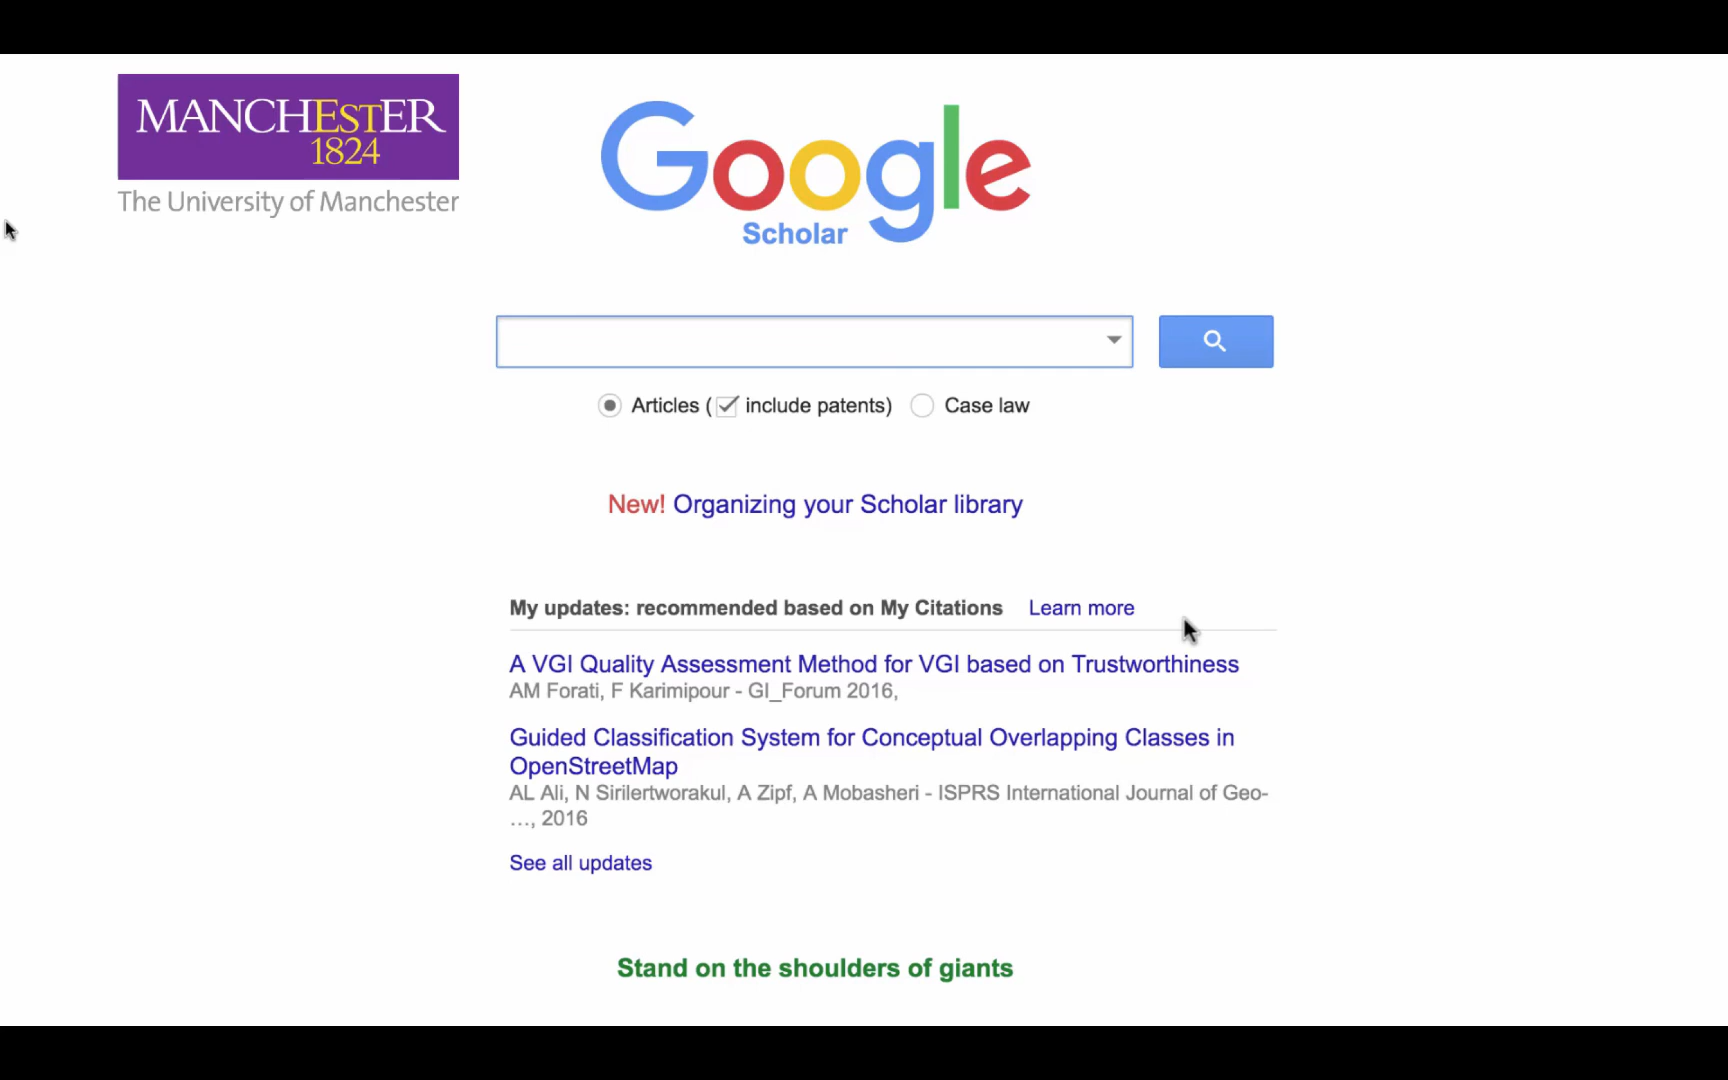 MANCHESTER
1824
The University of Manchester
Google
Scholar
Articles (include patents) Case law
New! Organizing your Scholar library
My updates: recommended based on My Citations Learn more
A VGI Quality Assessment Method for VGI based on Trustworthiness
AM Forati, F Karimipour - GI_Forum 2016,
Guided Classification System for Conceptual Overlapping Classes in
OpenStreetMap
AL Ali, N Sirilertworakul, A Zipf, A Mobasheri - ISPRS International Journal of Geo-
…, 2016
See all updates
Stand on the shoulders of giants